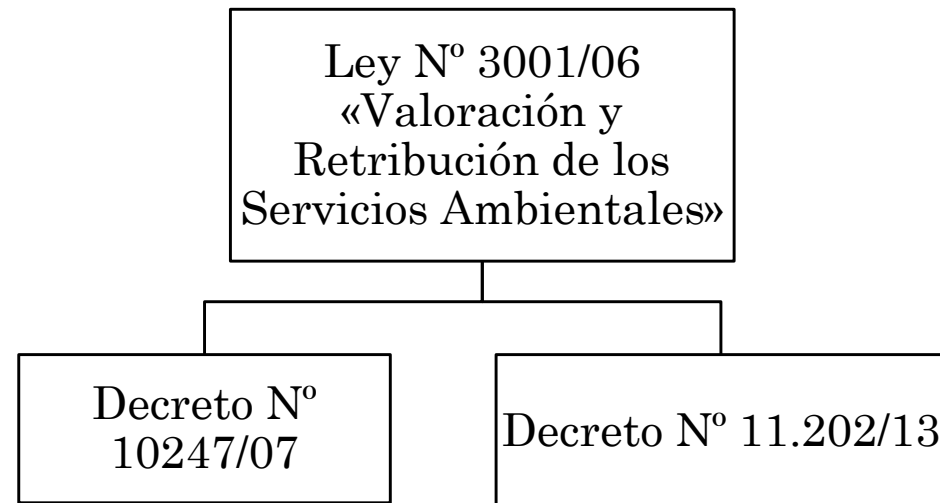 Ley Nº 3001/06
«Valoración y
Retribución de los
Servicios Ambientales»
Decreto Nº
10247/07
Decreto Nº 11.202/13